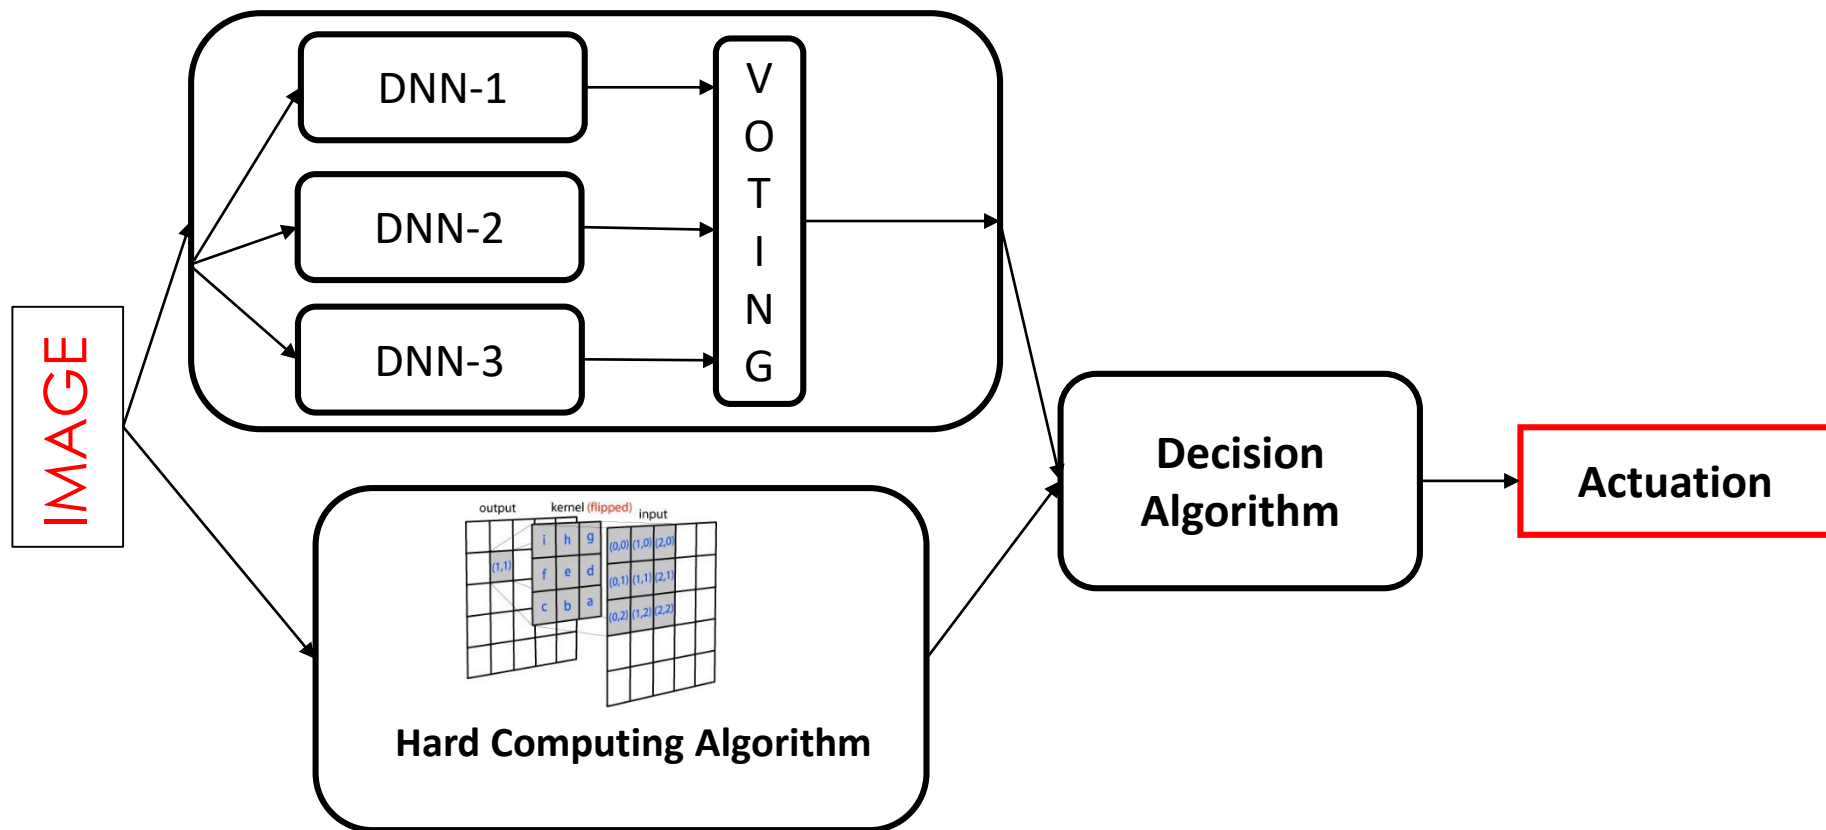 IMAGE
DNN-1
DNN-2
DNN-3
VOTING
output
kernel (flipped)
input
i h g
f e d
c b a
(1,1)
(0,0) (1,0) (2,0)
(0,1) (1,1) (2,1)
(0,2) (1,2) (2,2)
Hard Computing Algorithm
Decision
Algorithm
Actuation